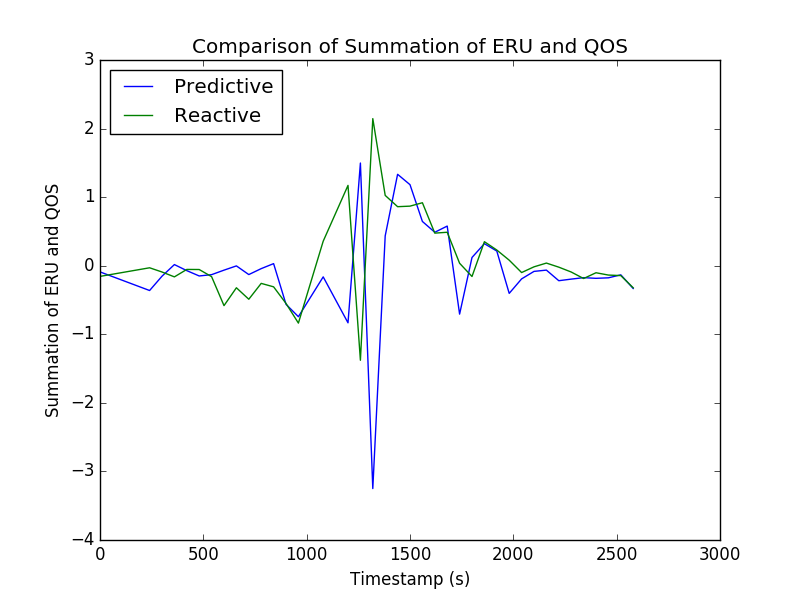 Comparison of Summation of ERU and QOS
3
Predictive
Reactive
2
1
0
−1
−2
−3
−4
Summation of ERU and QOS
0 500 1000 1500 2000 2500 3000
Timestamp (s)